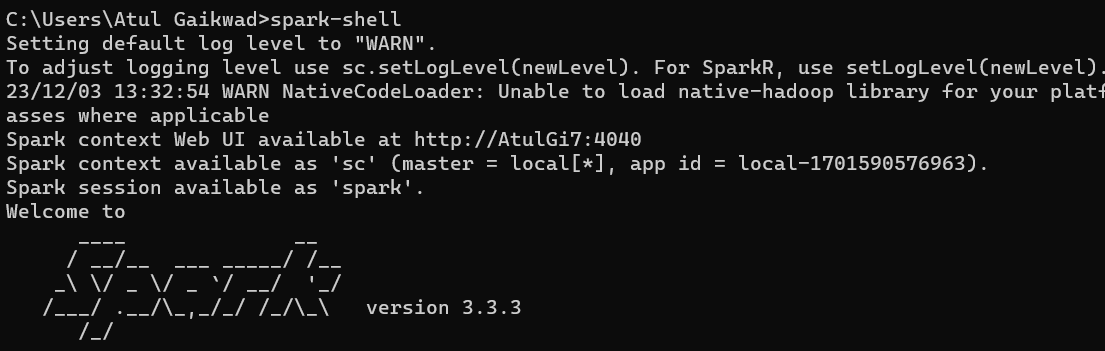 C:\Users\Atul Gaikwad>spark-shell
Setting default log level to "WARN".
To adjust logging level use sc.setLogLevel(newLevel). For SparkR, use setLogLevel(newLevel).
23/12/03 13:32:54 WARN NativeCodeLoader: Unable to load native-hadoop library for your platf
asses where applicable
Spark context Web UI available at http://AtulGi7:4040
Spark context available as 'sc' (master = local[*], app id = local-1701590576963).
Spark session available as 'spark'.
Welcome to
      ____              __
     / __/__  ___ _____/ /__
    _\ \/ _ \/ _ `/ __/  '_/
   /___/ .__/\_,_/_/ /_/\_\   version 3.3.3
      /_/